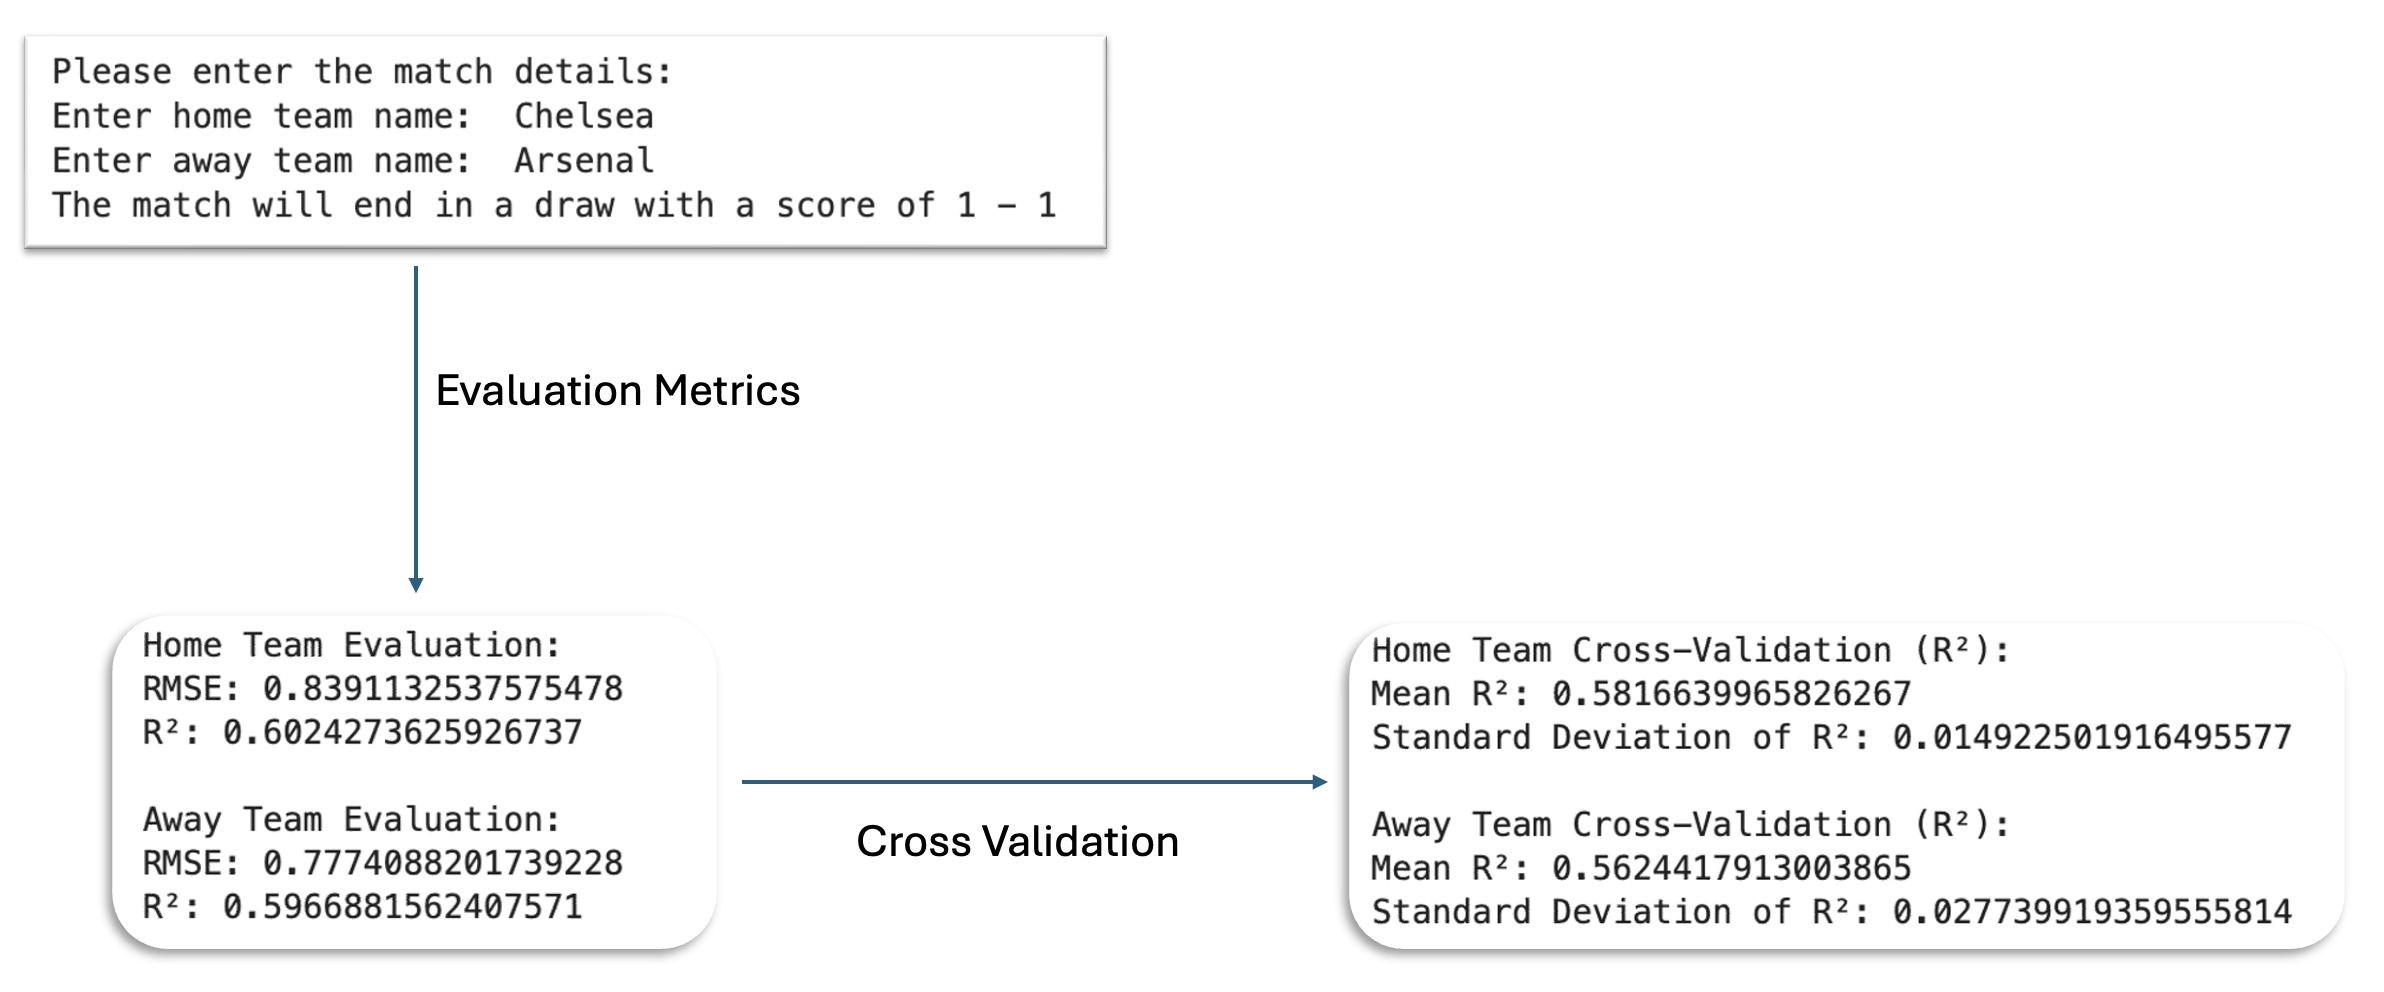 Please enter the match details:
Enter home team name:  Chelsea
Enter away team name:  Arsenal
The match will end in a draw with a score of 1 – 1
Evaluation Metrics
Home Team Evaluation:
RMSE: 0.8391132537575478
R²: 0.6024273625926737
Away Team Evaluation:
RMSE: 0.7774088201739228
R²: 0.5966881562407571
Cross Validation
Home Team Cross–Validation (R²):
Mean R²: 0.5816639965826267
Standard Deviation of R²: 0.014922501916495577
Away Team Cross–Validation (R²):
Mean R²: 0.5624417913003865
Standard Deviation of R²: 0.027739919359555814